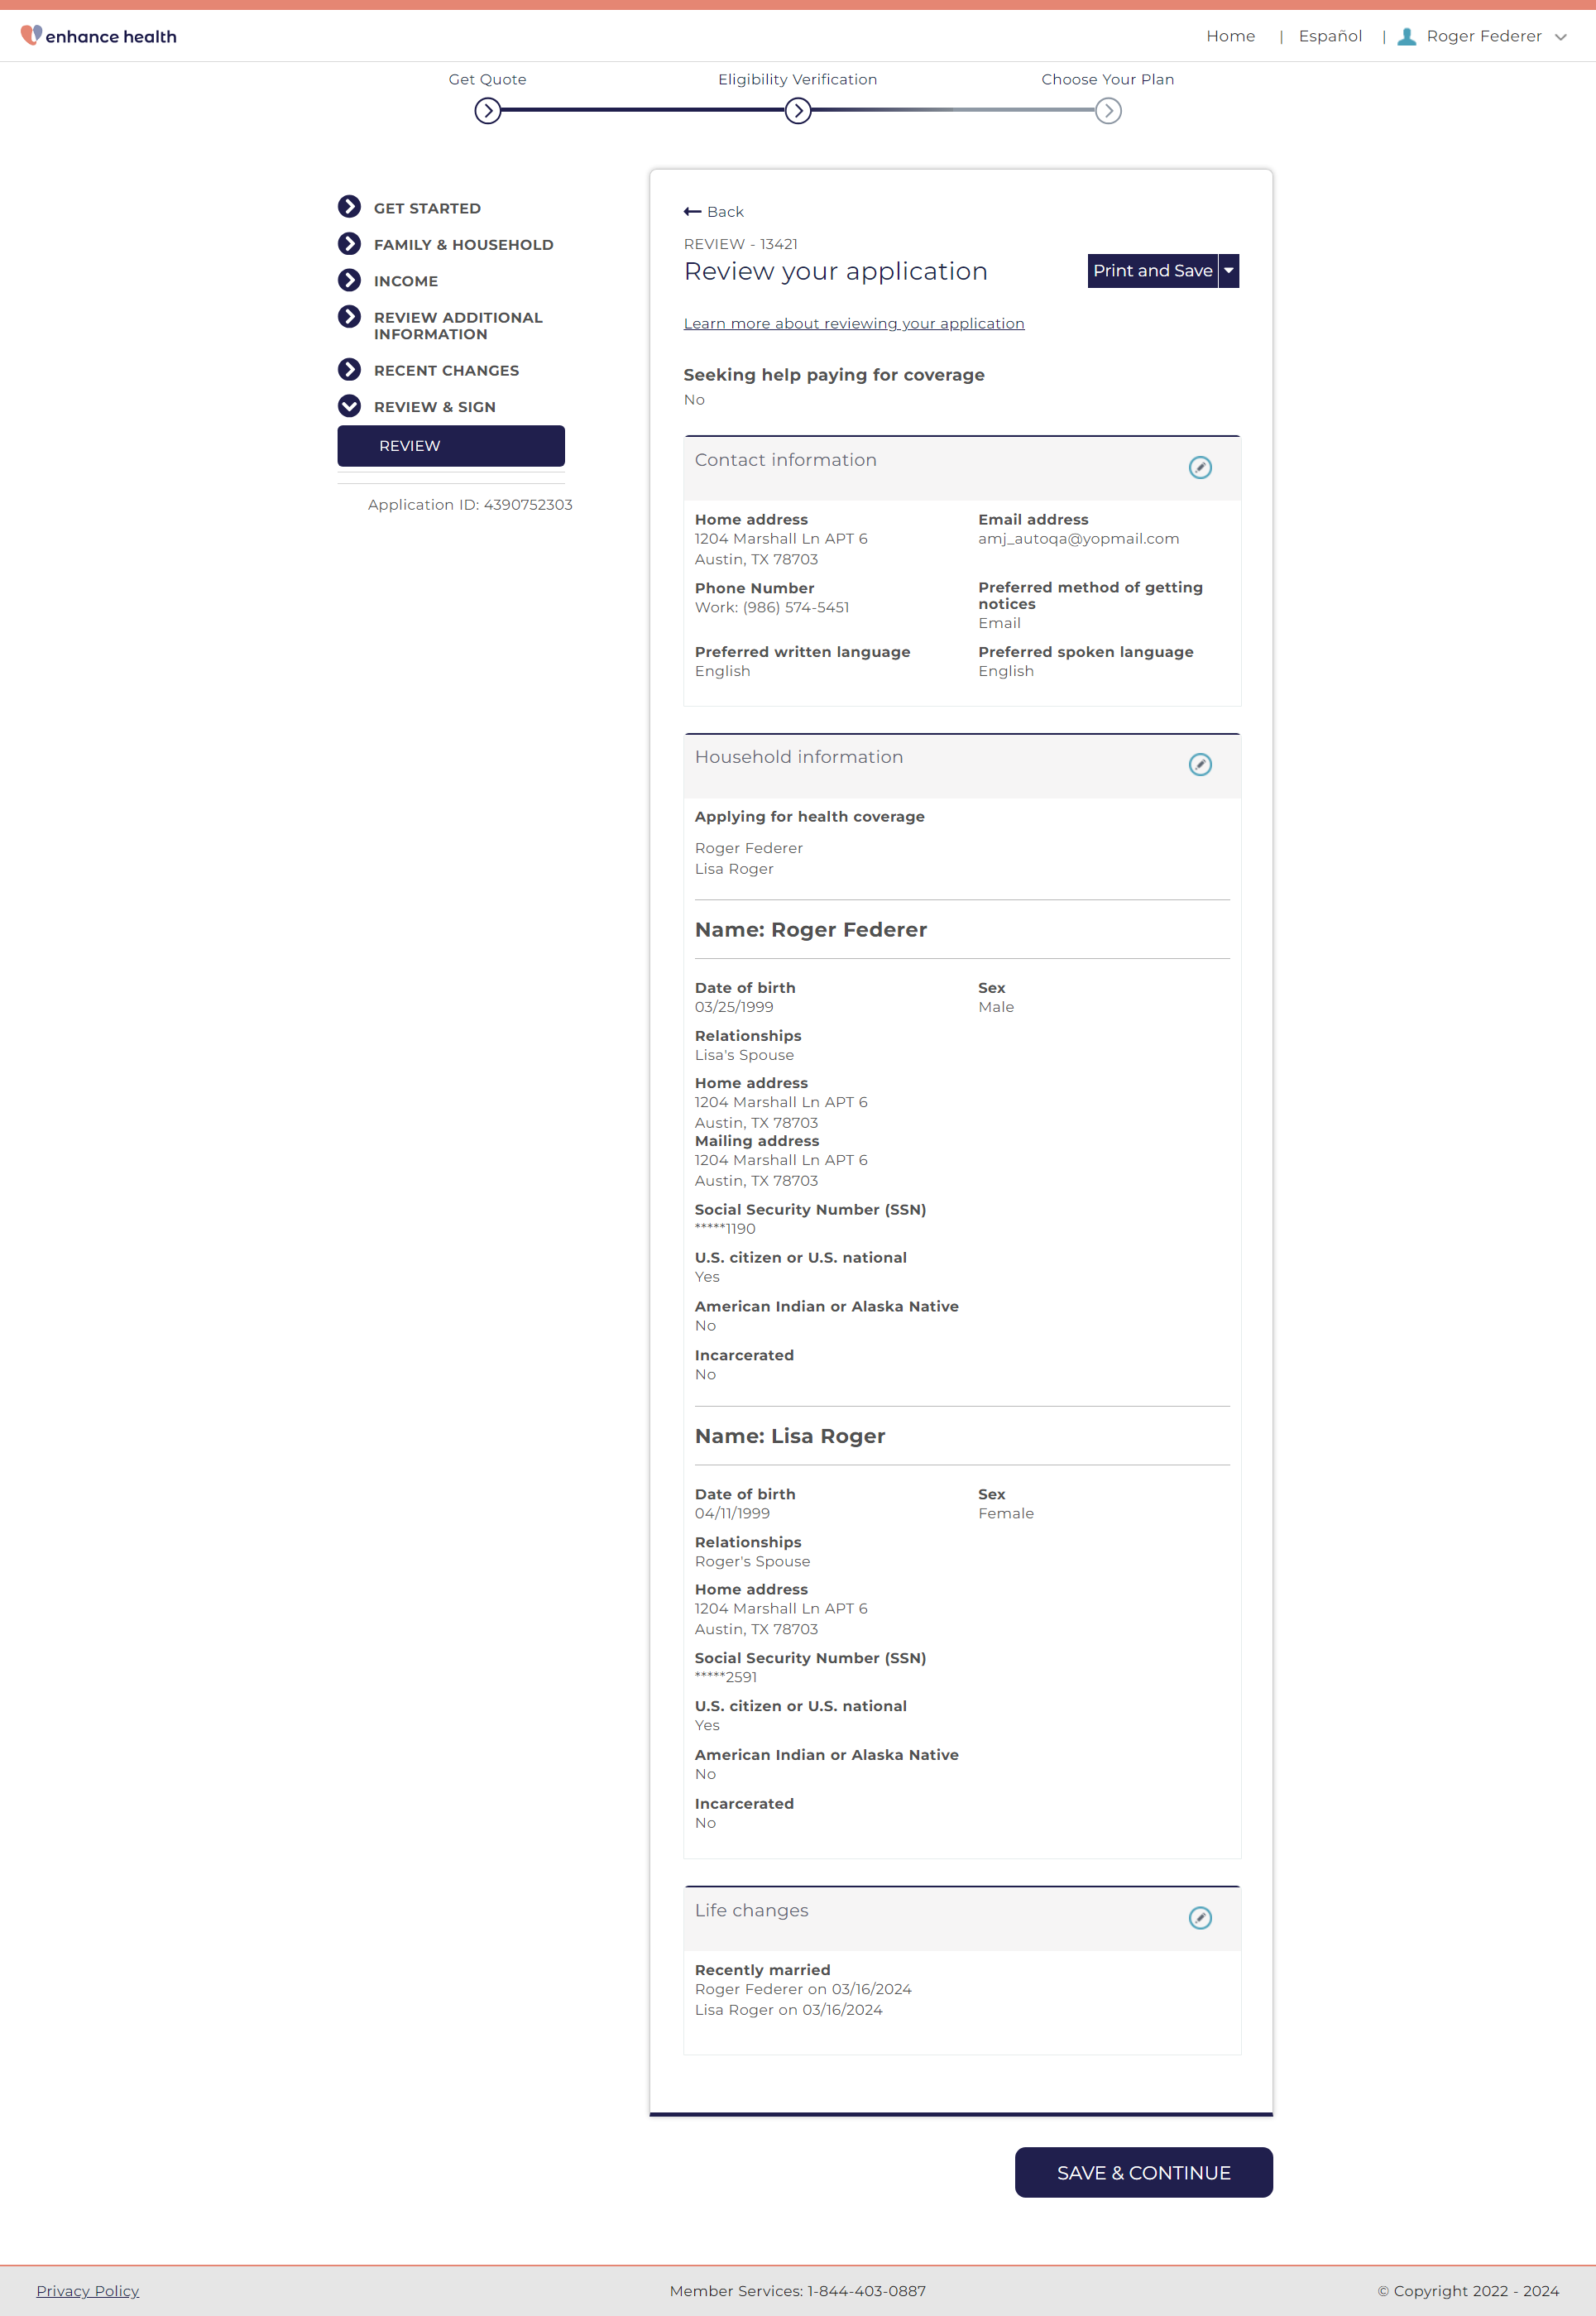 enhance health
Home | Español | Roger Federer
Get Quote
Eligibility Verification
Choose Your Plan
GET STARTED
FAMILY & HOUSEHOLD
INCOME
REVIEW ADDITIONAL
INFORMATION
RECENT CHANGES
REVIEW & SIGN
REVIEW
Application ID: 4390752303
Back
REVIEW - 13421
Review your application
Print and Save
Learn more about reviewing your application
Seeking help paying for coverage
No
Contact information
Home address
1204 Marshall Ln APT 6
Austin, TX 78703
Email address
amj_autoqa@yopmail.com
Phone Number
Work: (986) 574-5451
Preferred method of getting
notices
Email
Preferred written language
English
Preferred spoken language
English
Household information
Applying for health coverage
Roger Federer
Lisa Roger
Name: Roger Federer
Date of birth
03/25/1999
Sex
Male
Relationships
Lisa's Spouse
Home address
1204 Marshall Ln APT 6
Austin, TX 78703
Mailing address
1204 Marshall Ln APT 6
Austin, TX 78703
Social Security Number (SSN)
*****1190
U.S. citizen or U.S. national
Yes
American Indian or Alaska Native
No
Incarcerated
No
Name: Lisa Roger
Date of birth
04/11/1999
Sex
Female
Relationships
Roger's Spouse
Home address
1204 Marshall Ln APT 6
Austin, TX 78703
Social Security Number (SSN)
*****2591
U.S. citizen or U.S. national
Yes
American Indian or Alaska Native
No
Incarcerated
No
Life changes
Recently married
Roger Federer on 03/16/2024
Lisa Roger on 03/16/2024
SAVE & CONTINUE
Privacy Policy
Member Services: 1-844-403-0887
© Copyright 2022 - 2024